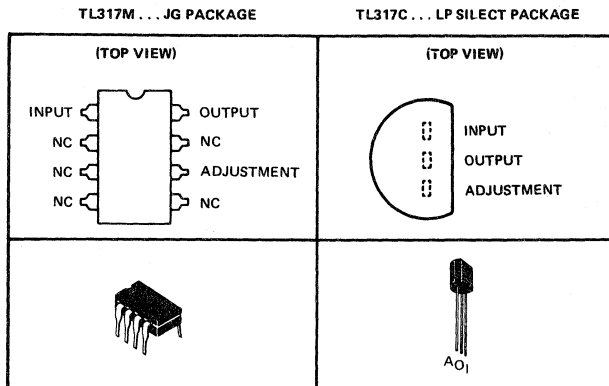 TL317M . . . JG PACKAGE
TL317C . . . LP SILECT PACKAGE
(TOP VIEW)
INPUT OUTPUT
NC NC
NC ADJUSTMENT
NC NC
(TOP VIEW)
INPUT
OUTPUT
ADJUSTMENT
AOI